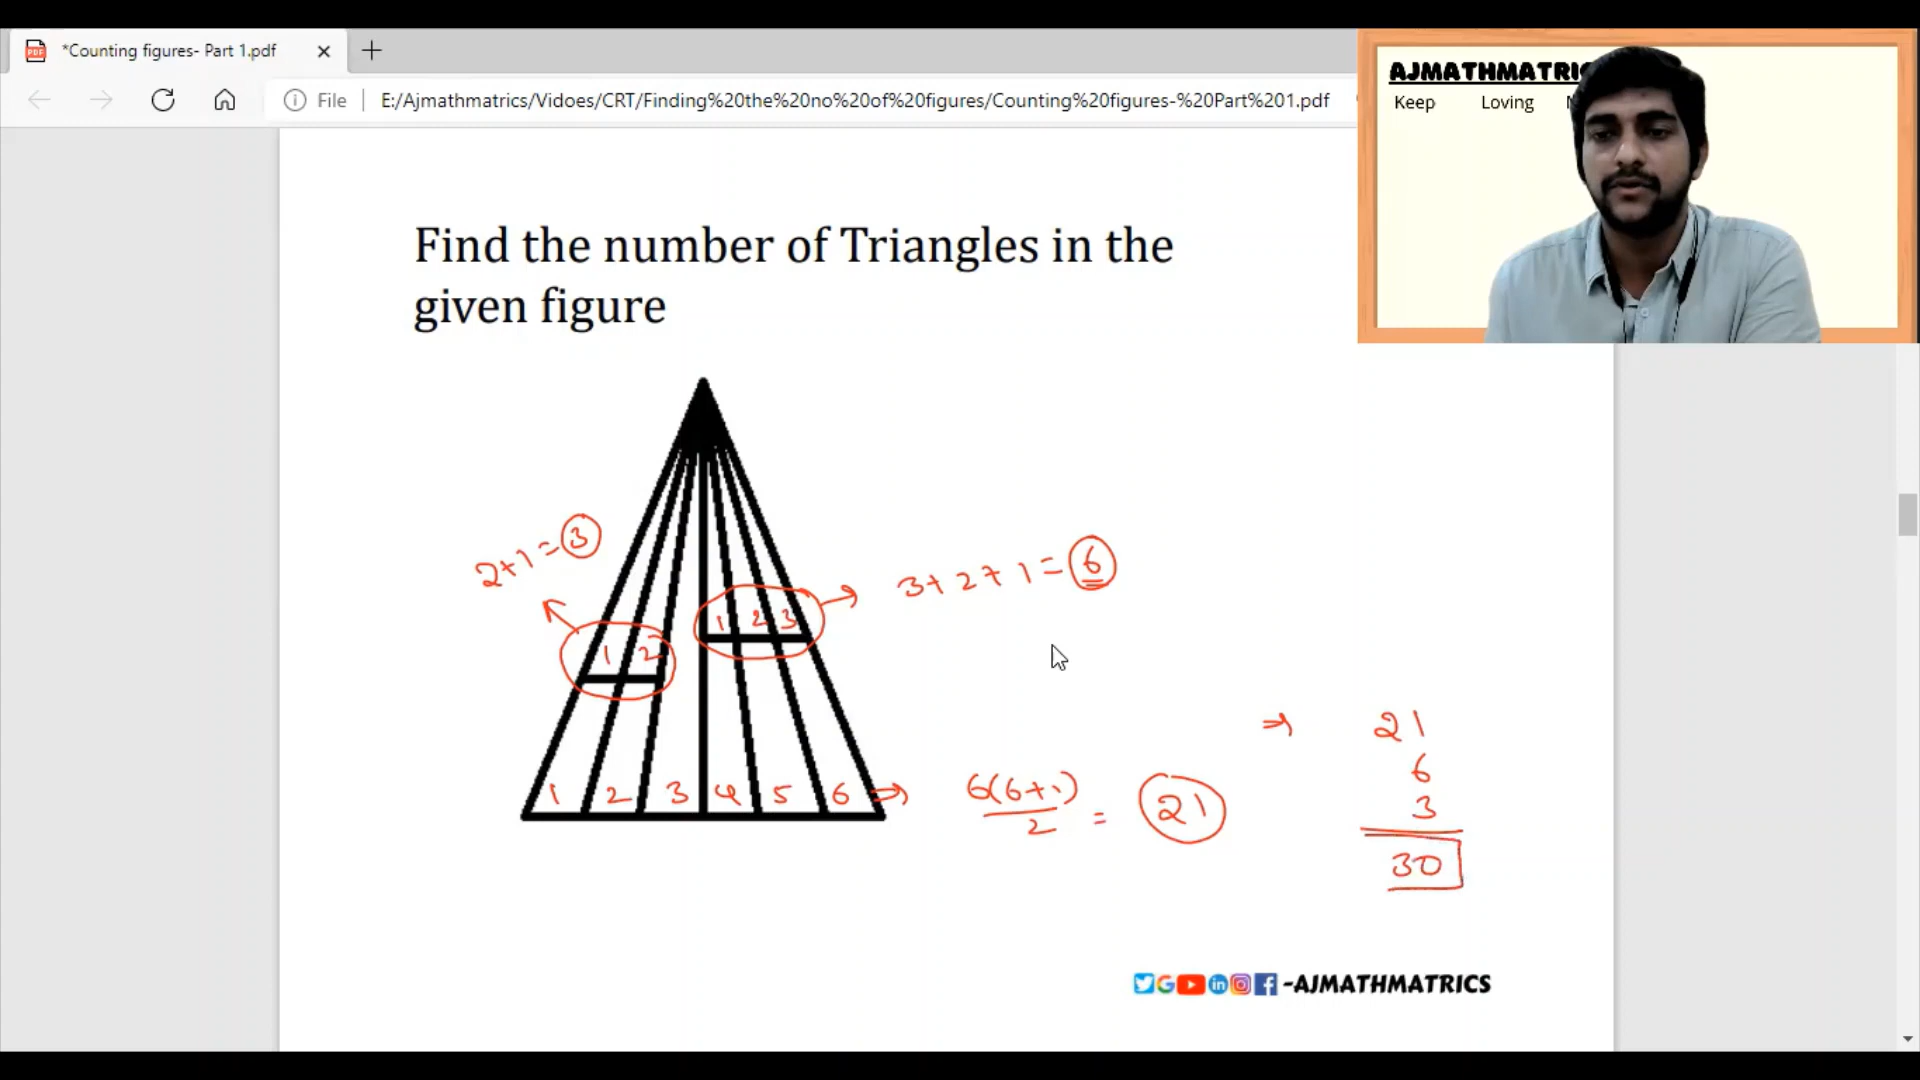 *Counting figures- Part 1.pdf
File
E:/Ajmathmatrics/Vidoes/CRT/Finding%20the%20no%20of%20figures/Counting%20figures-%20Part%201.pdf
Keep Loving
Find the number of Triangles in the
given figure
2+1=3
1 2
1 2 3
3+2+1=6
1 2 3 4 5 6
6(6+1)
2
= 21
21
6
3
30
-AJMATHMATRICS